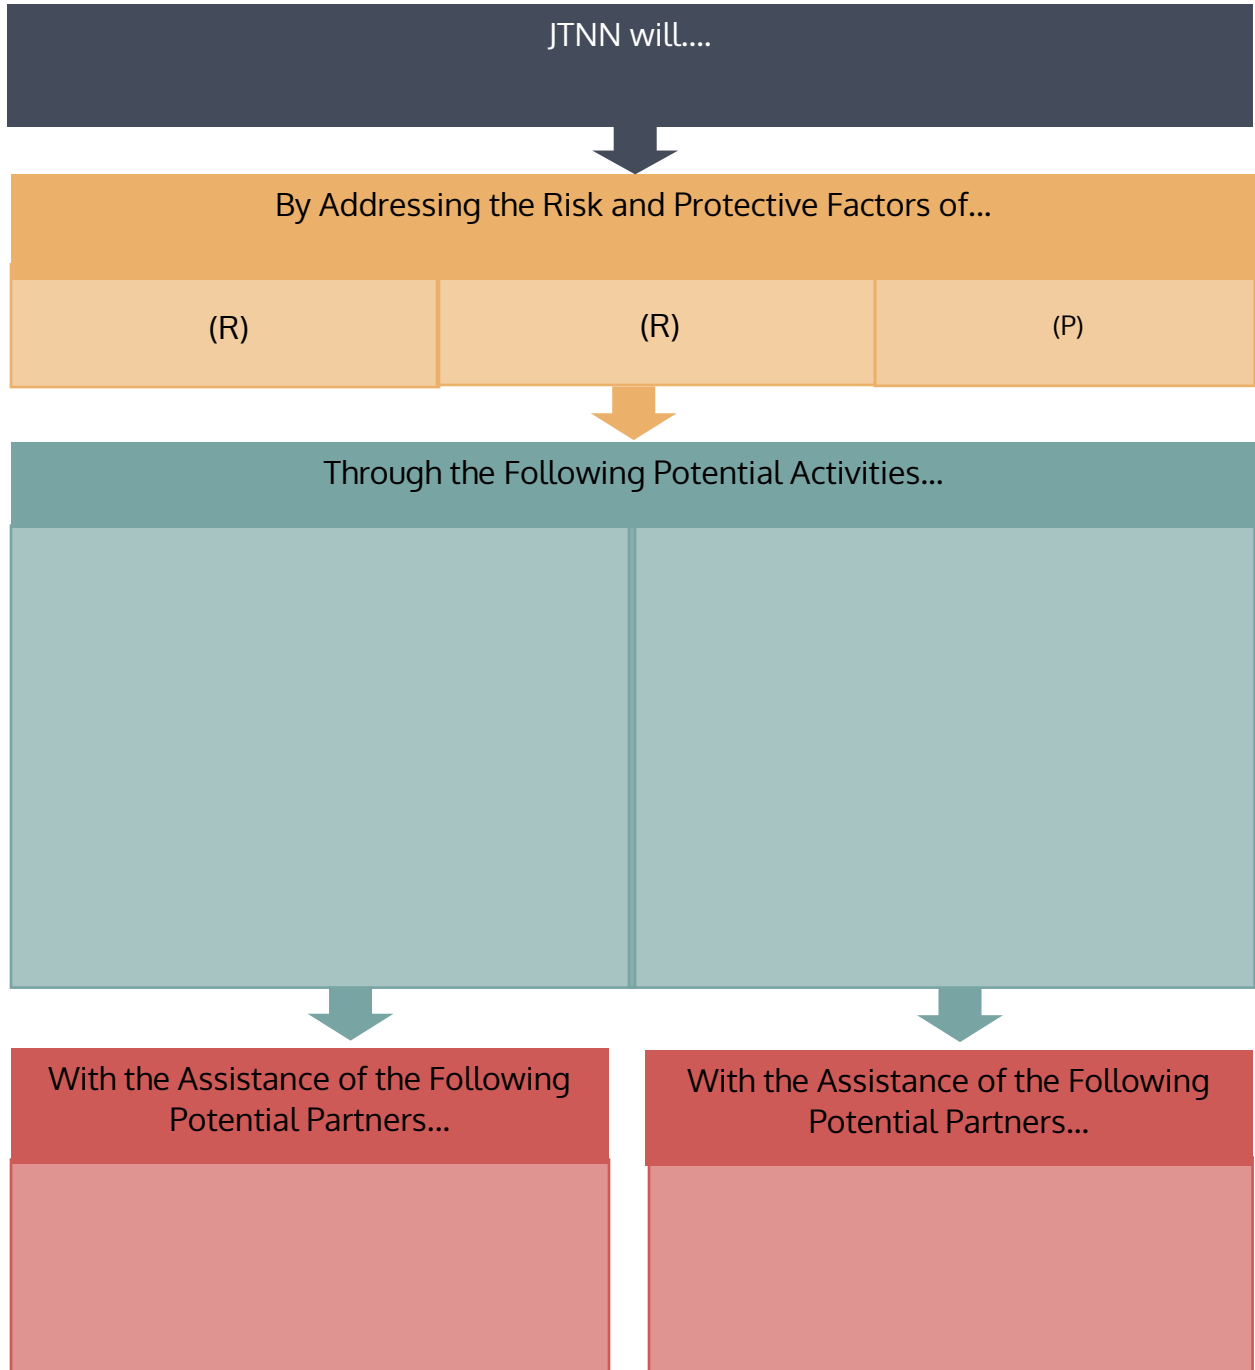 JTNN will....
By Addressing the Risk and Protective Factors of...
(R)
(R)
(P)
Through the Following Potential Activities...
With the Assistance of the Following
Potential Partners...
With the Assistance of the Following
Potential Partners...